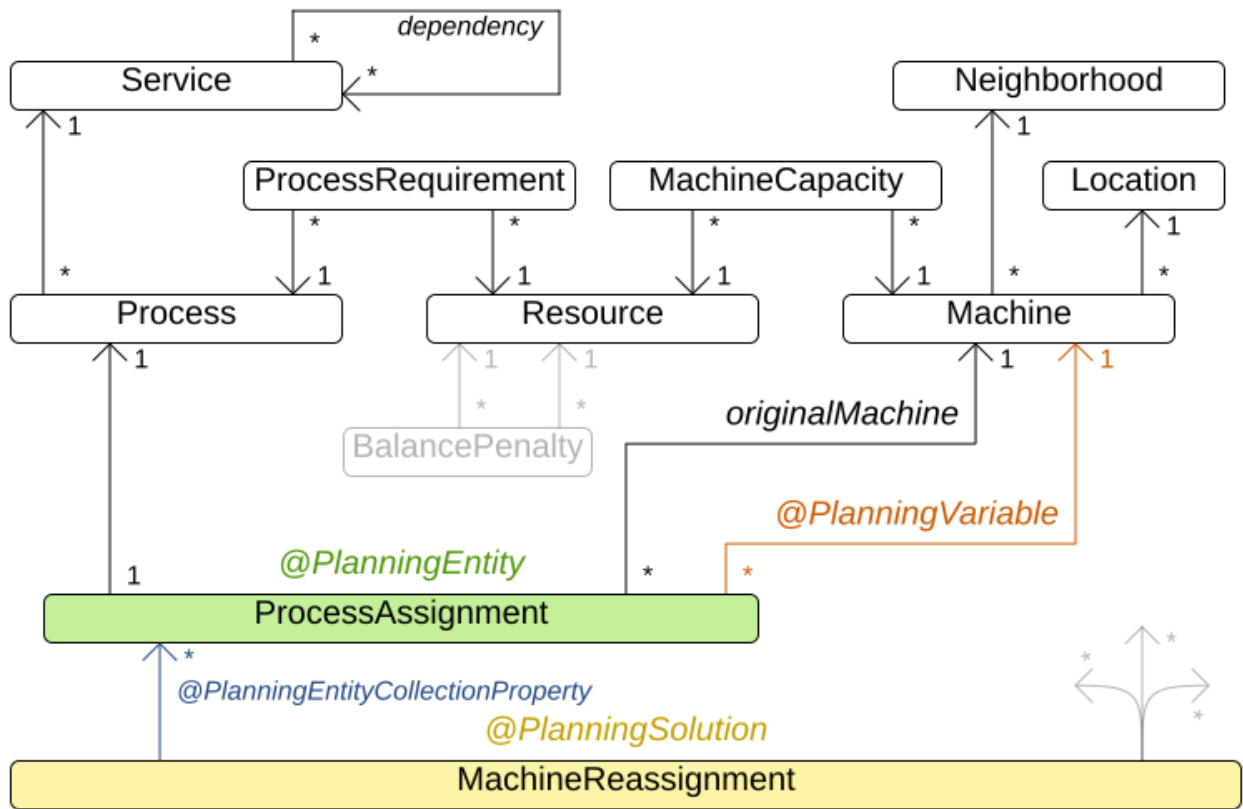 dependency
*
*
Service
Neighborhood
1
1
ProcessRequirement
MachineCapacity
Location
*
*
*
*
1
*
1
1
1
1
*
*
Process
Resource
Machine
1
1
1
1
1
*
*
originalMachine
BalancePenalty
@PlanningVariable
@PlanningEntity
1
*
*
ProcessAssignment
*
*
*
@PlanningEntityCollectionProperty
*
@PlanningSolution
MachineReassignment